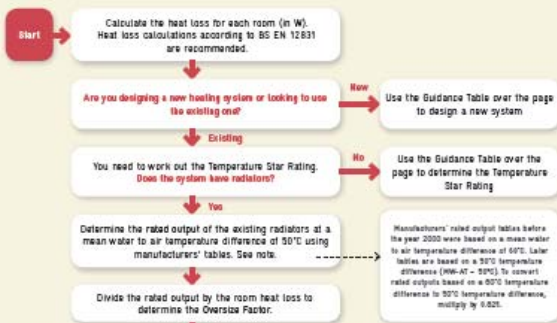 Start
Calculate the heat loss for each room (in W).
Heat loss calculations according to BS EN 12831
are recommended.
Are you designing a new heating system or looking to use
the existing one?
New
Use the Guidance Table over the page
to design a new system
Existing
You need to work out the Temperature Star Rating.
Does the system have radiators?
No
Use the Guidance Table over the
page to determine the Temperature
Star Rating
Yes
Determine the rated output of the existing radiators at a
mean water to air temperature difference of 50°C using
manufacturers' tables. See note.
Manufacturers' rated output tables before
the year 2000 were based on a mean water
to air temperature difference of 60°C. Later
tables are based on a 50°C temperature
difference (MW-AT = 50°C). To convert
rated outputs based on a 60°C temperature
difference to 50°C temperature difference,
multiply by
Divide the rated output by the room heat loss to
determine the Oversize Factor.